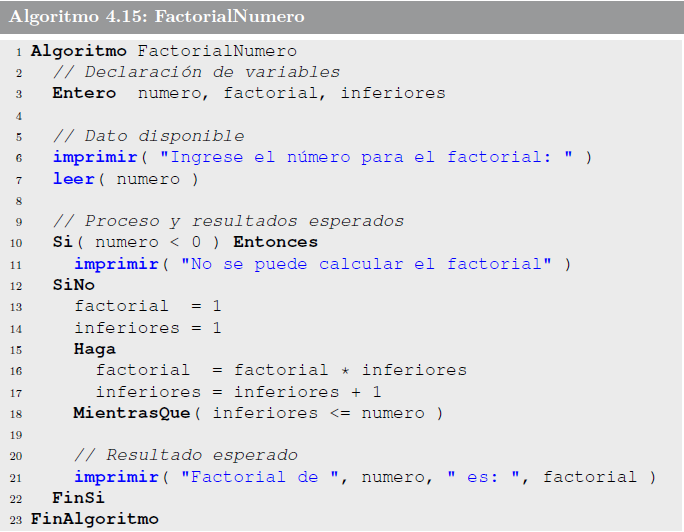 Algoritmo 4.15: FactorialNumero
1 Algoritmo FactorialNumero
2 // Declaración de variables
3 Entero numero, factorial, inferiores
4
5 // Dato disponible
6 imprimir( "Ingrese el número para el factorial: " )
7 leer( numero )
8
9 // Proceso y resultados esperados
10 Si( numero < 0 ) Entonces
11 imprimir( "No se puede calcular el factorial" )
12 SiNo
13 factorial = 1
14 inferiores = 1
15 Haga
16 factorial = factorial * inferiores
17 inferiores = inferiores + 1
18 MientrasQue( inferiores <= numero )
19
20 // Resultado esperado
21 imprimir( "Factorial de ", numero, " es: ", factorial )
22 FinSi
23 FinAlgoritmo